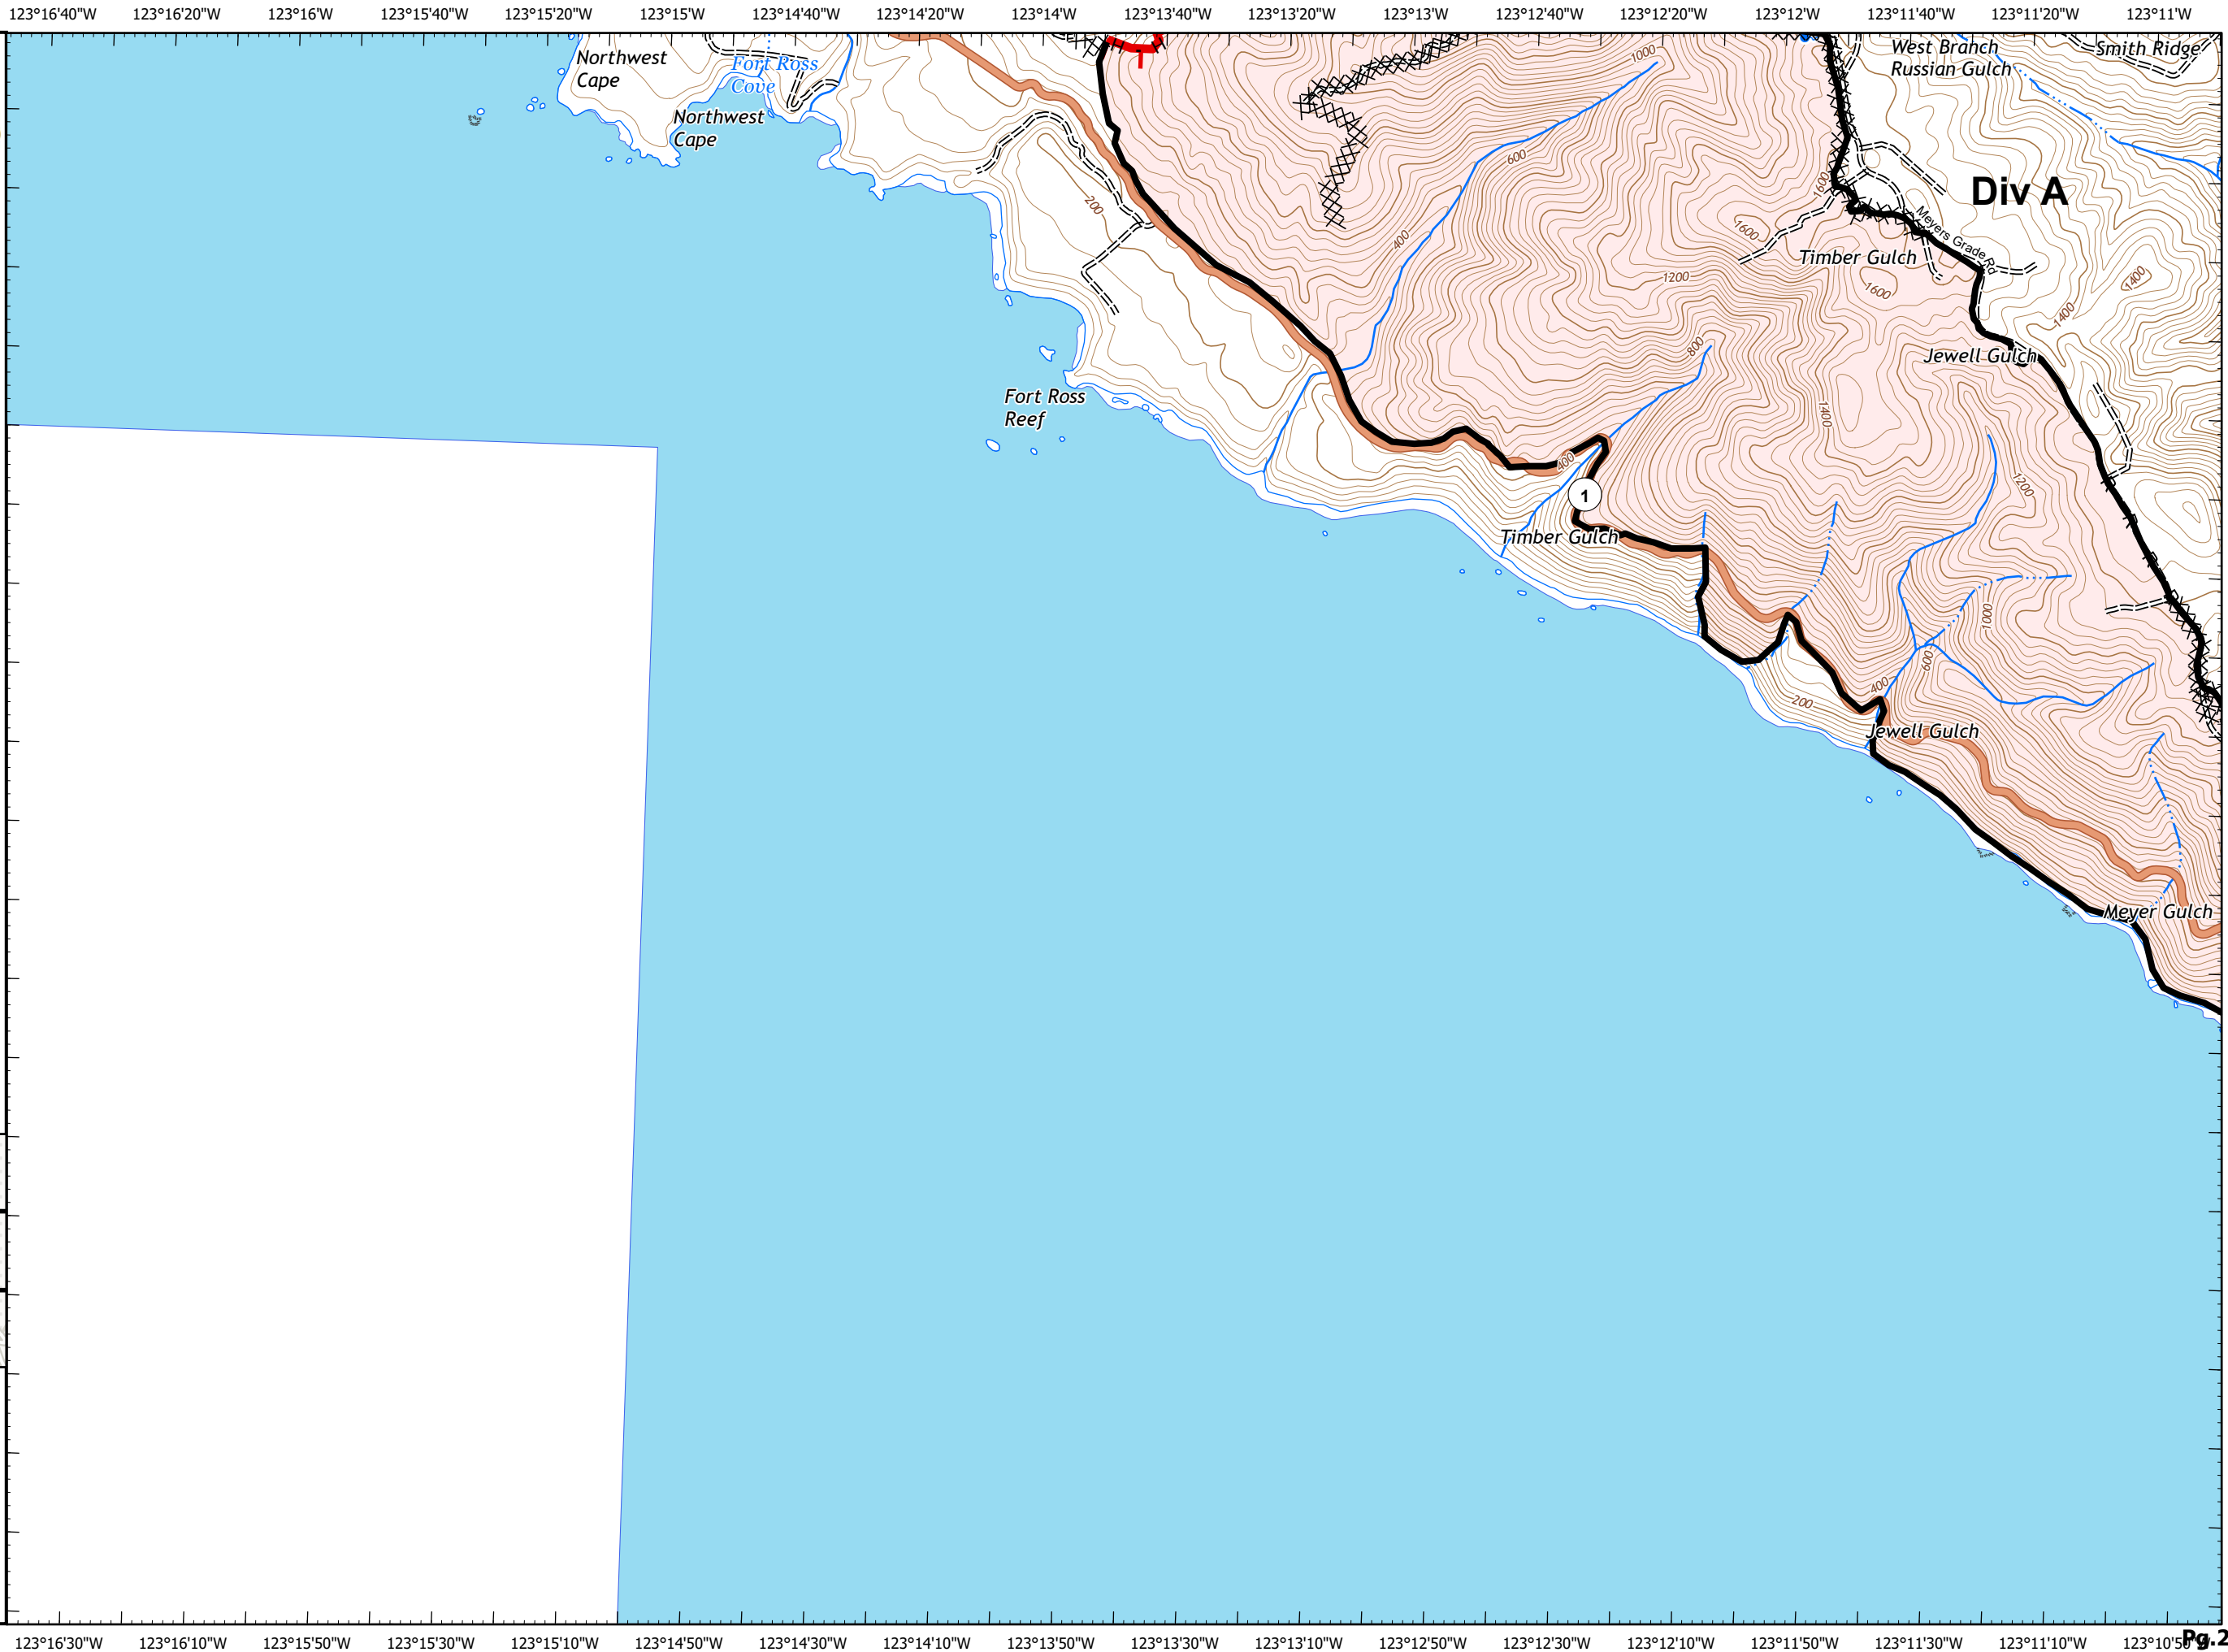 123°16'40"W 123°16'20"W 123°16'W 123°15'40"W 123°15'20"W 123°15'W 123°14'40"W 123°14'20"W 123°14'W 123°13'40"W 123°13'20"W 123°13'W 123°12'40"W 123°12'20"W 123°12'W 123°11'40"W 123°11'20"W 123°11'W
Northwest
Cape
Fort Ross
Cove
Northwest
Cape
1000
West Branch
Russian Gulch
Smith Ridge
600
200
400
1600
Div A
1600
Meyers Grade Rd
Timber Gulch
1200
1600
1400
1400
800
Jewell Gulch
Fort Ross
Reef
1400
400
1200
1
Timber Gulch
1000
600
400
200
Jewell Gulch
Meyer Gulch
123°16'30"W 123°16'10"W 123°15'50"W 123°15'30"W 123°15'10"W 123°14'50"W 123°14'30"W 123°14'10"W 123°13'50"W 123°13'30"W 123°13'10"W 123°12'50"W 123°12'30"W 123°12'10"W 123°11'50"W 123°11'30"W 123°11'10"W 123°10'50"W
Pg.2